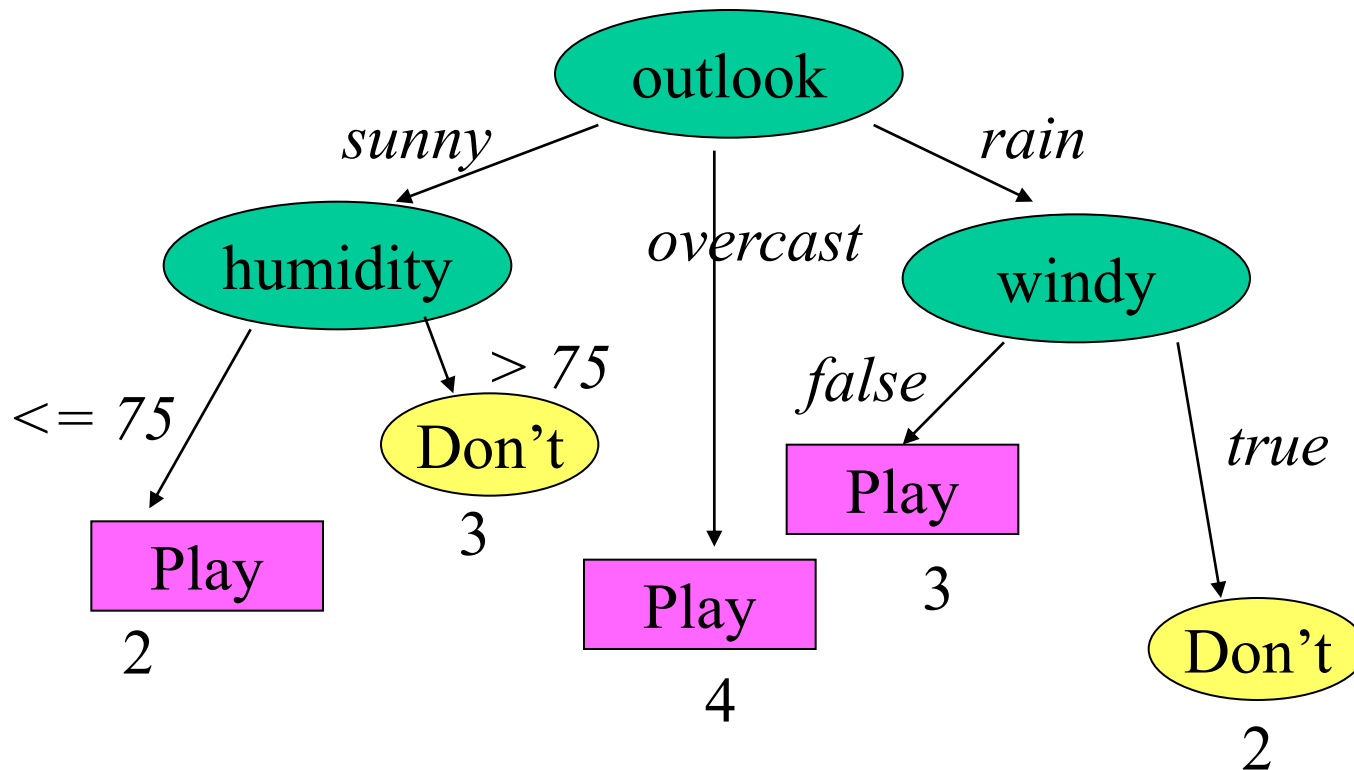 outlook
sunny
rain
overcast
humidity
windy
<= 75
> 75
false
true
Don’t
3
Play
3
Play
2
Play
4
Don’t
2